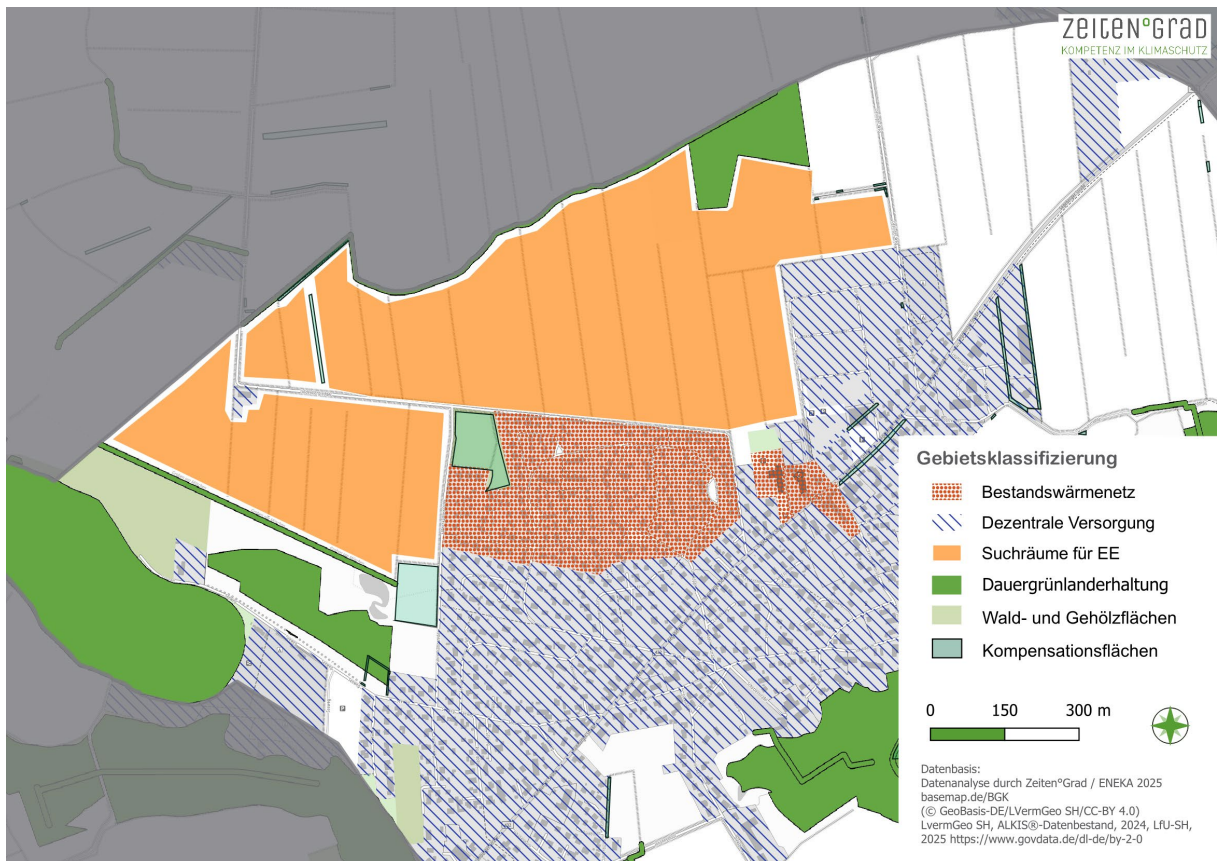 ZEITEN°GRAD
KOMPETENZ IM KLIMASCHUTZ
Gebietsklassifizierung
Bestandswärmenetz
Dezentrale Versorgung
Suchräume für EE
Dauergrünlanderhaltung
Wald- und Gehölzflächen
Kompensationsflächen
0 150 300 m
Datenbasis:
Datenanalyse durch Zeiten°Grad / ENEKA 2025
basemap.de/BGK
(© GeoBasis-DE/LVermGeo SH/CC-BY 4.0)
LvermGeo SH, ALKIS®-Datenbestand, 2024, LfU-SH,
2025 https://www.govdata.de/dl-de/by-2-0